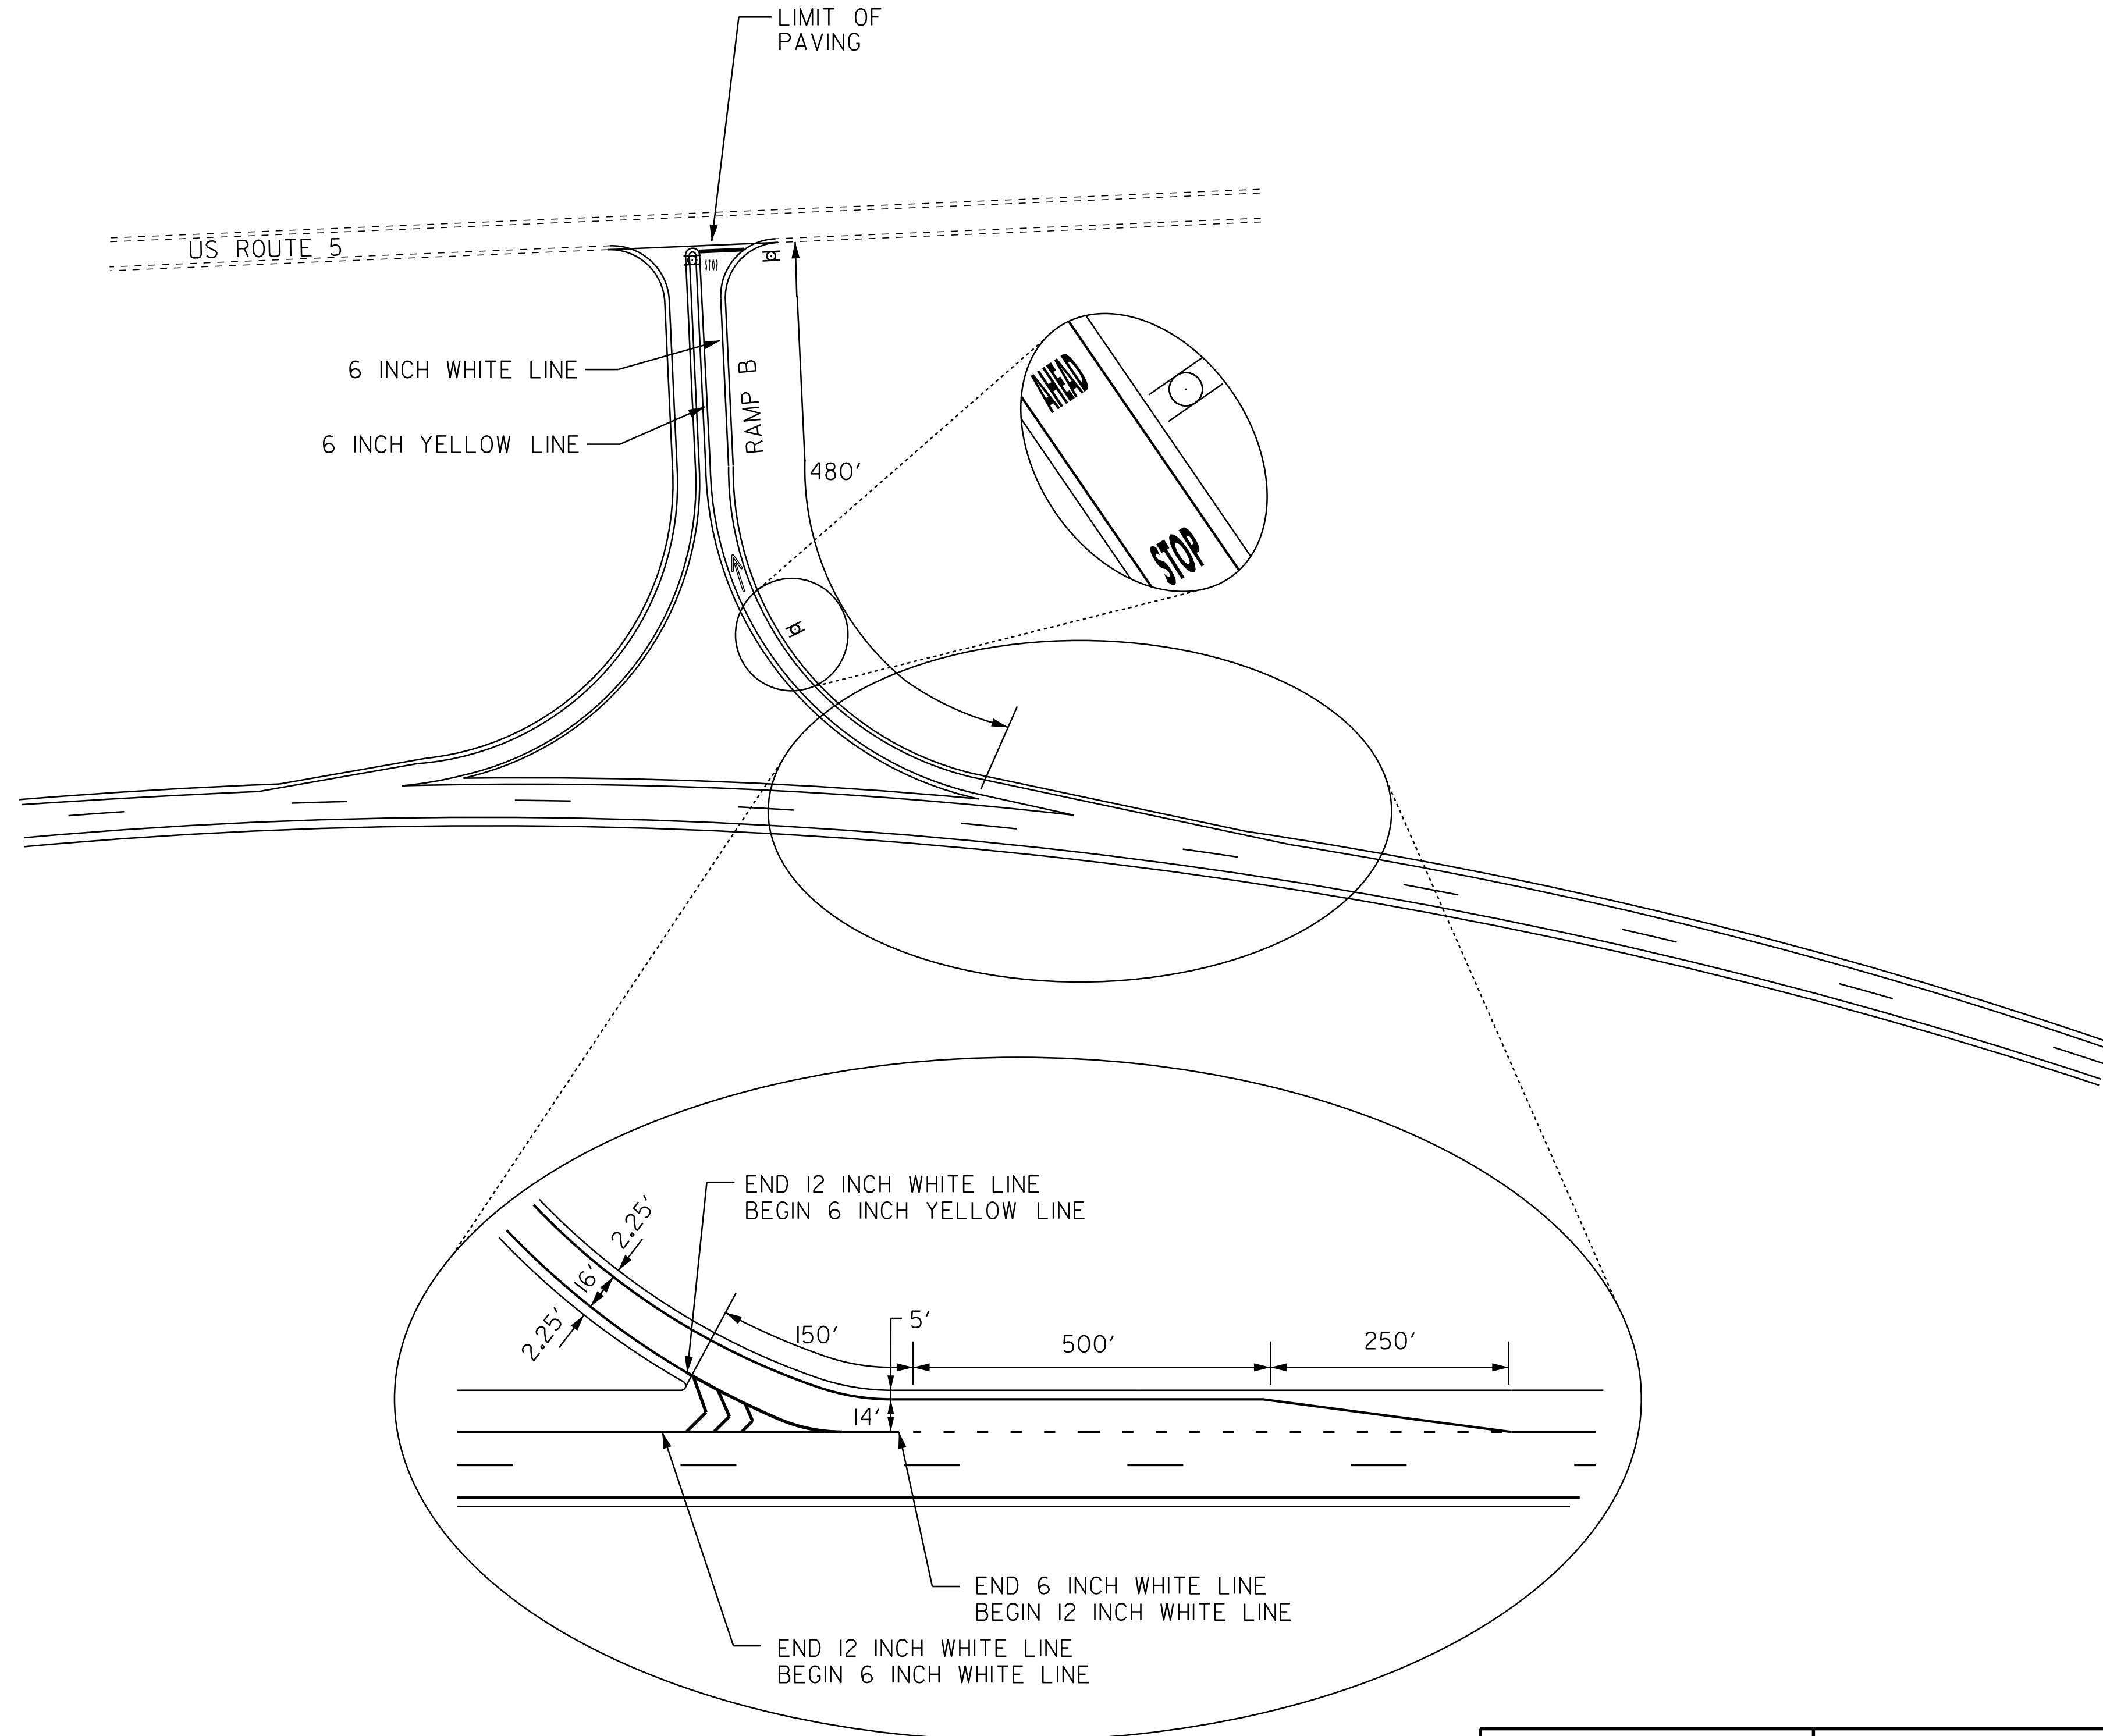 LIMIT OF
PAVING
US ROUTE 5
STOP
6 INCH WHITE LINE
RAMP B
6 INCH YELLOW LINE
480'
AHEAD
STOP
END 12 INCH WHITE LINE
BEGIN 6 INCH YELLOW LINE
2.25'
16'
2.25'
150'
5'
500'
250'
14'
END 6 INCH WHITE LINE
BEGIN 12 INCH WHITE LINE
END 12 INCH WHITE LINE
BEGIN 6 INCH WHITE LINE